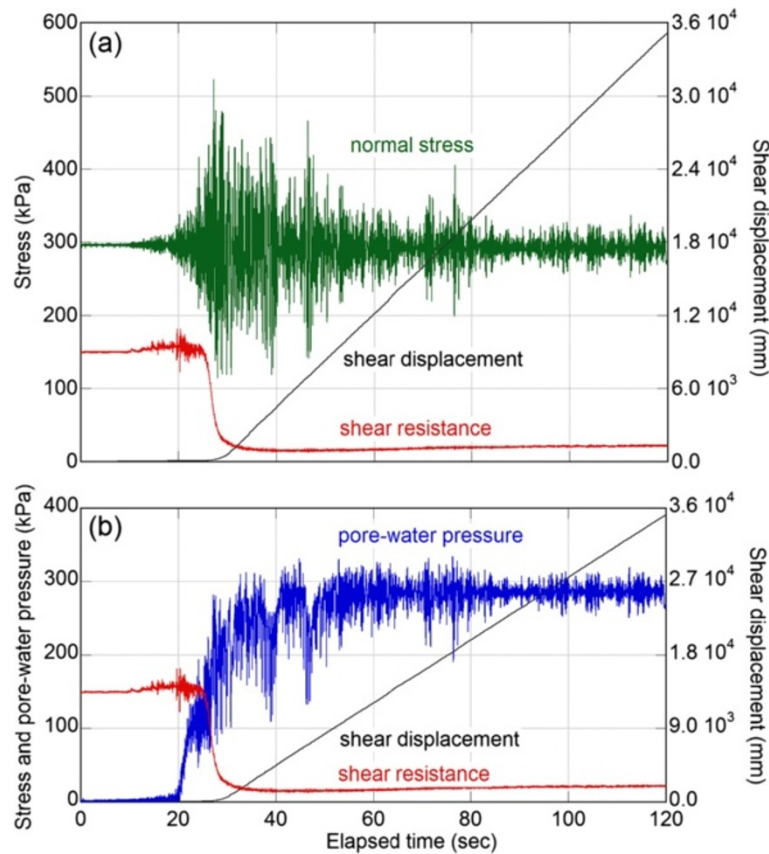 (a)
600
500
400
300
200
100
0
Stress (kPa)
normal stress
shear displacement
shear resistance
3.6 10⁴
3.0 10⁴
2.4 10⁴
1.8 10⁴
1.2 10⁴
6.0 10³
0.0
Shear displacement (mm)
(b)
400
300
200
100
0
Stress and pore-water pressure (kPa)
pore-water pressure
shear displacement
shear resistance
3.6 10⁴
2.7 10⁴
1.8 10⁴
9.0 10³
0.0
Shear displacement (mm)
0 20 40 60 80 100 120
Elapsed time (sec)